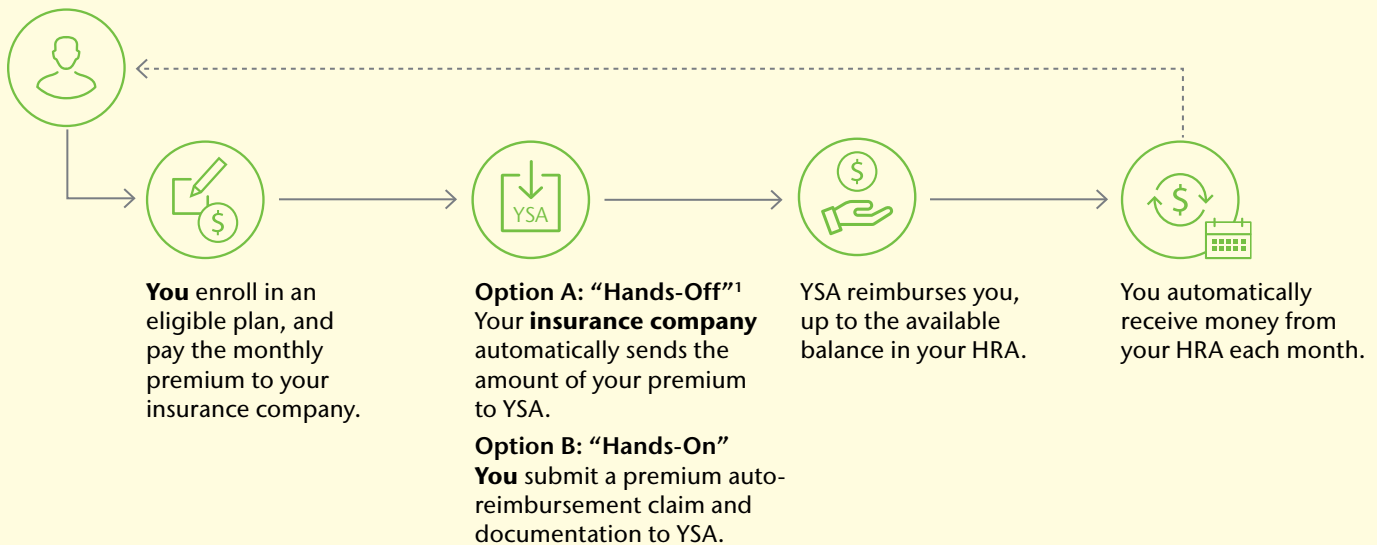 $
YSA
$
$
You enroll in an
eligible plan, and
pay the monthly
premium to your
insurance company.
Option A: “Hands-Off”1
Your insurance company
automatically sends the
amount of your premium
to YSA.
Option B: “Hands-On”
You submit a premium auto-
reimbursement claim and
documentation to YSA.
YSA reimburses you,
up to the available
balance in your HRA.
You automatically
receive money from
your HRA each month.